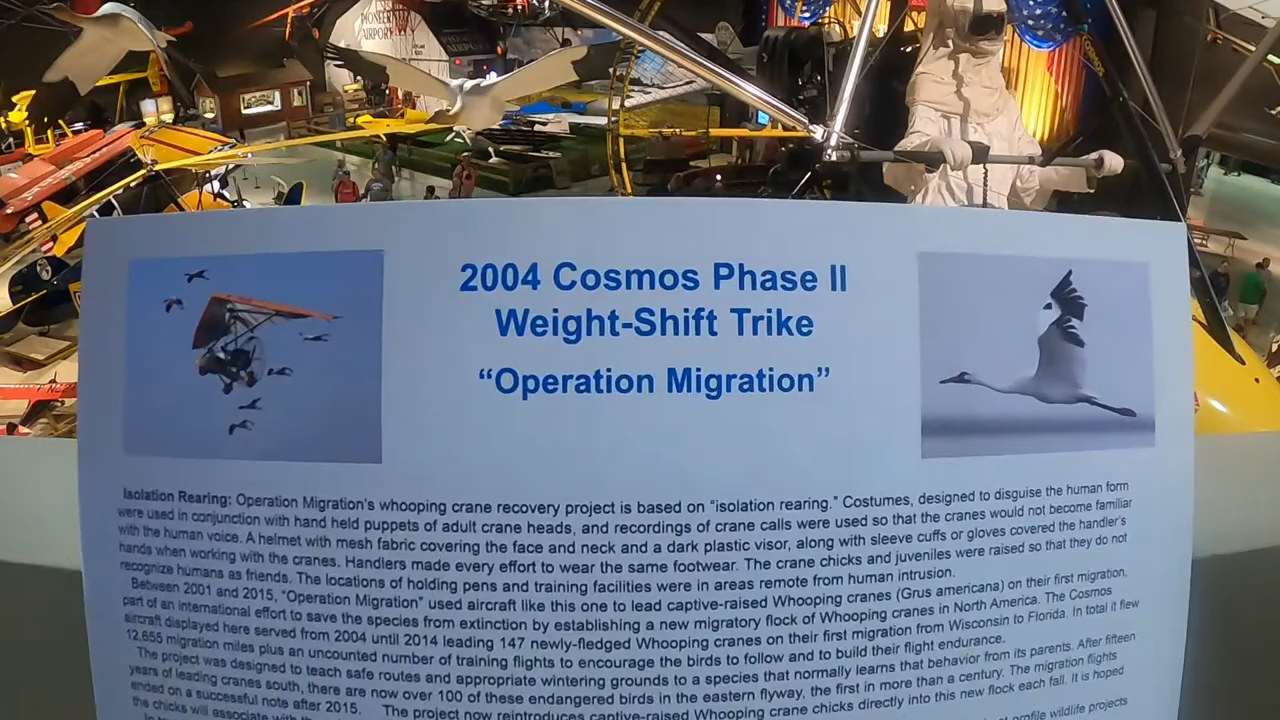 PIONEER
AIRPORT
2004 Cosmos Phase II
Weight-Shift Trike
“Operation Migration”
Isolation Rearing: Operation Migration's whooping crane recovery project is based on “isolation rearing.” Costumes, designed to disguise the human form
were used in conjunction with hand held puppets of adult crane heads, and recordings of crane calls were used so that the cranes would not become familiar
with the human voice. A helmet with mesh fabric covering the face and neck and a dark plastic visor, along with sleeve cuffs or gloves covered the handler's
hands when working with the cranes. Handlers made every effort to wear the same footwear. The crane chicks and juveniles were raised so that they do not
recognize humans as friends. The locations of holding pens and training facilities were in areas remote from human intrusion.
Between 2001 and 2015, “Operation Migration” used aircraft like this one to lead captive-raised Whooping cranes (Grus americana) on their first migration,
part of an international effort to save the species from extinction by establishing a new migratory flock of Whooping cranes in North America. The Cosmos
aircraft displayed here served from 2004 until 2014 leading 147 newly-fledged Whooping cranes on their first migration from Wisconsin to Florida. In total it flew
12,655 migration miles plus an uncounted number of training flights to encourage the birds to follow and to build their flight endurance.
The project was designed to teach safe routes and appropriate wintering grounds to a species that normally learns that behavior from its parents. After fifteen
years of leading cranes south, there are now over 100 of these endangered birds in the eastern flyway, the first in more than a century. The migration flights
ended on a successful note after 2015. The project now reintroduces captive-raised Whooping crane chicks directly into this new flock each fall. It is hoped
the chicks will associate with profile wildlife projects